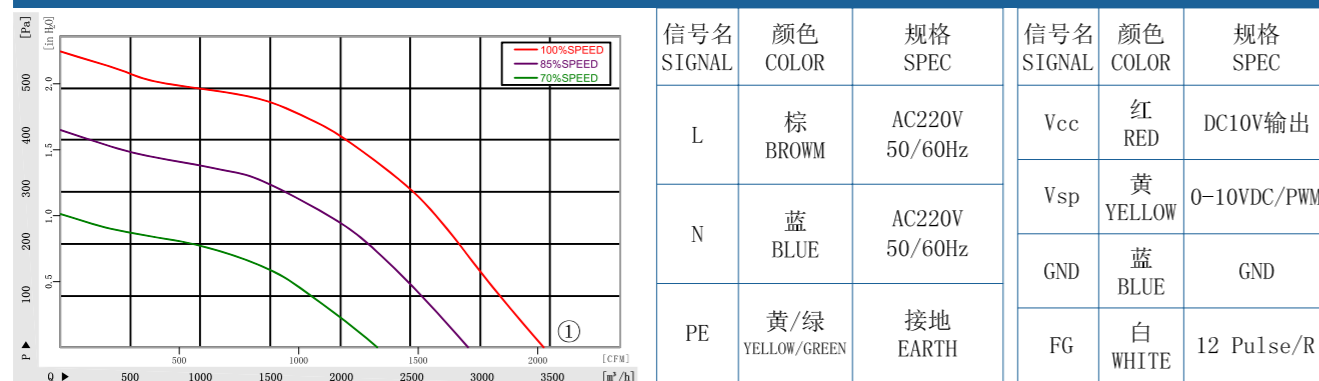 [Pa]
[in H₂O]
500
400
300
200
100
P ▲
2.0
1.5
1.0
0.5
100%SPEED
85%SPEED
70%SPEED
①
500 1000 1500 2000 [CFM]
Q ▶ 500 1000 1500 2000 2500 3000 3500 [m³/h]
信号名 颜色 规格
SIGNAL COLOR SPEC
L 棕 AC220V
BROWM 50/60Hz
N 蓝 AC220V
BLUE 50/60Hz
PE 黄/绿 接地
YELLOW/GREEN EARTH
信号名 颜色 规格
SIGNAL COLOR SPEC
Vcc 红 DC10V输出
RED
Vsp 黄 0-10VDC/PWM
YELLOW
GND 蓝 GND
BLUE
FG 白 12 Pulse/R
WHITE